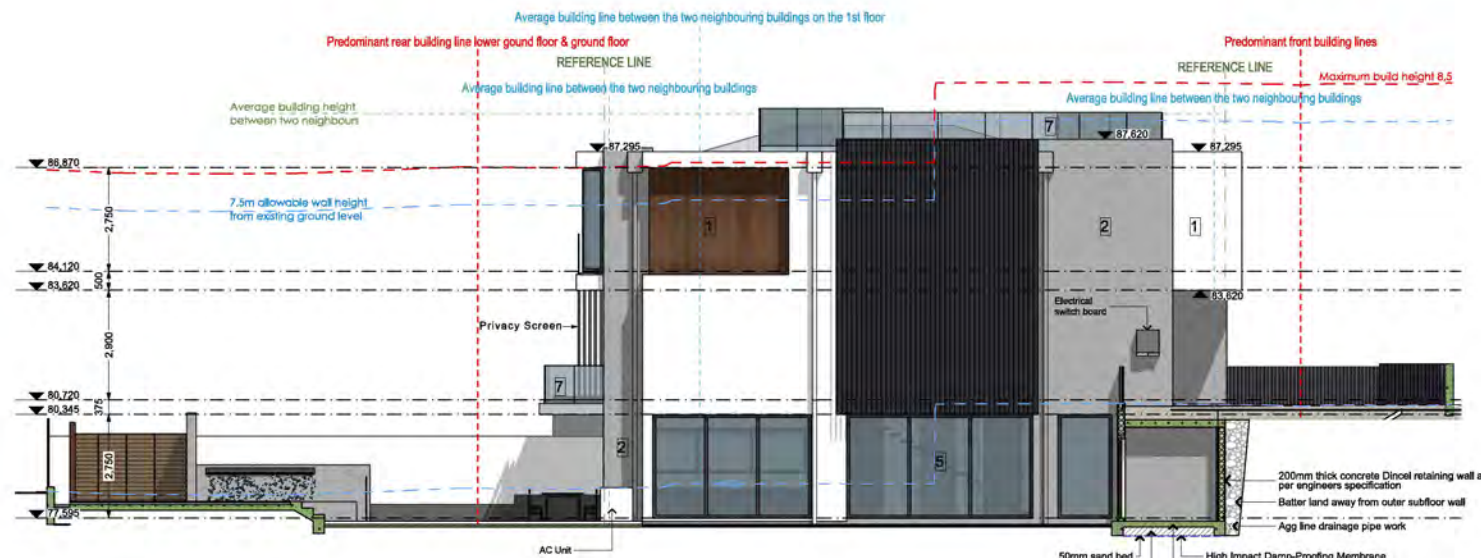 Average building line between the two neighbouring buildings on the 1st floor
Predominant rear building line lower gound floor & ground floor
Predominant front building lines
REFERENCE LINE
REFERENCE LINE
Maximum build height 8,5
Average building line between the two neighbouring buildings
Average building line between the two neighbouring buildings
Average building height
between two neighbours
7
87,620
87,295
87,295
86,870
7.5m allowable wall height
from existing ground level
2,750
1
2
1
84,120
500
83,620
83,620
Electrical
switch board
Privacy Screen
2,900
7
80,720
375
80,345
2
5
2,750
200mm thick concrete Dincel retaining wall a
per engineers specification
Batter land away from outer subfloor wall
77,595
Agg line drainage pipe work
AC Unit
50mm sand bed
High Impact Damp-Proofing Membrane